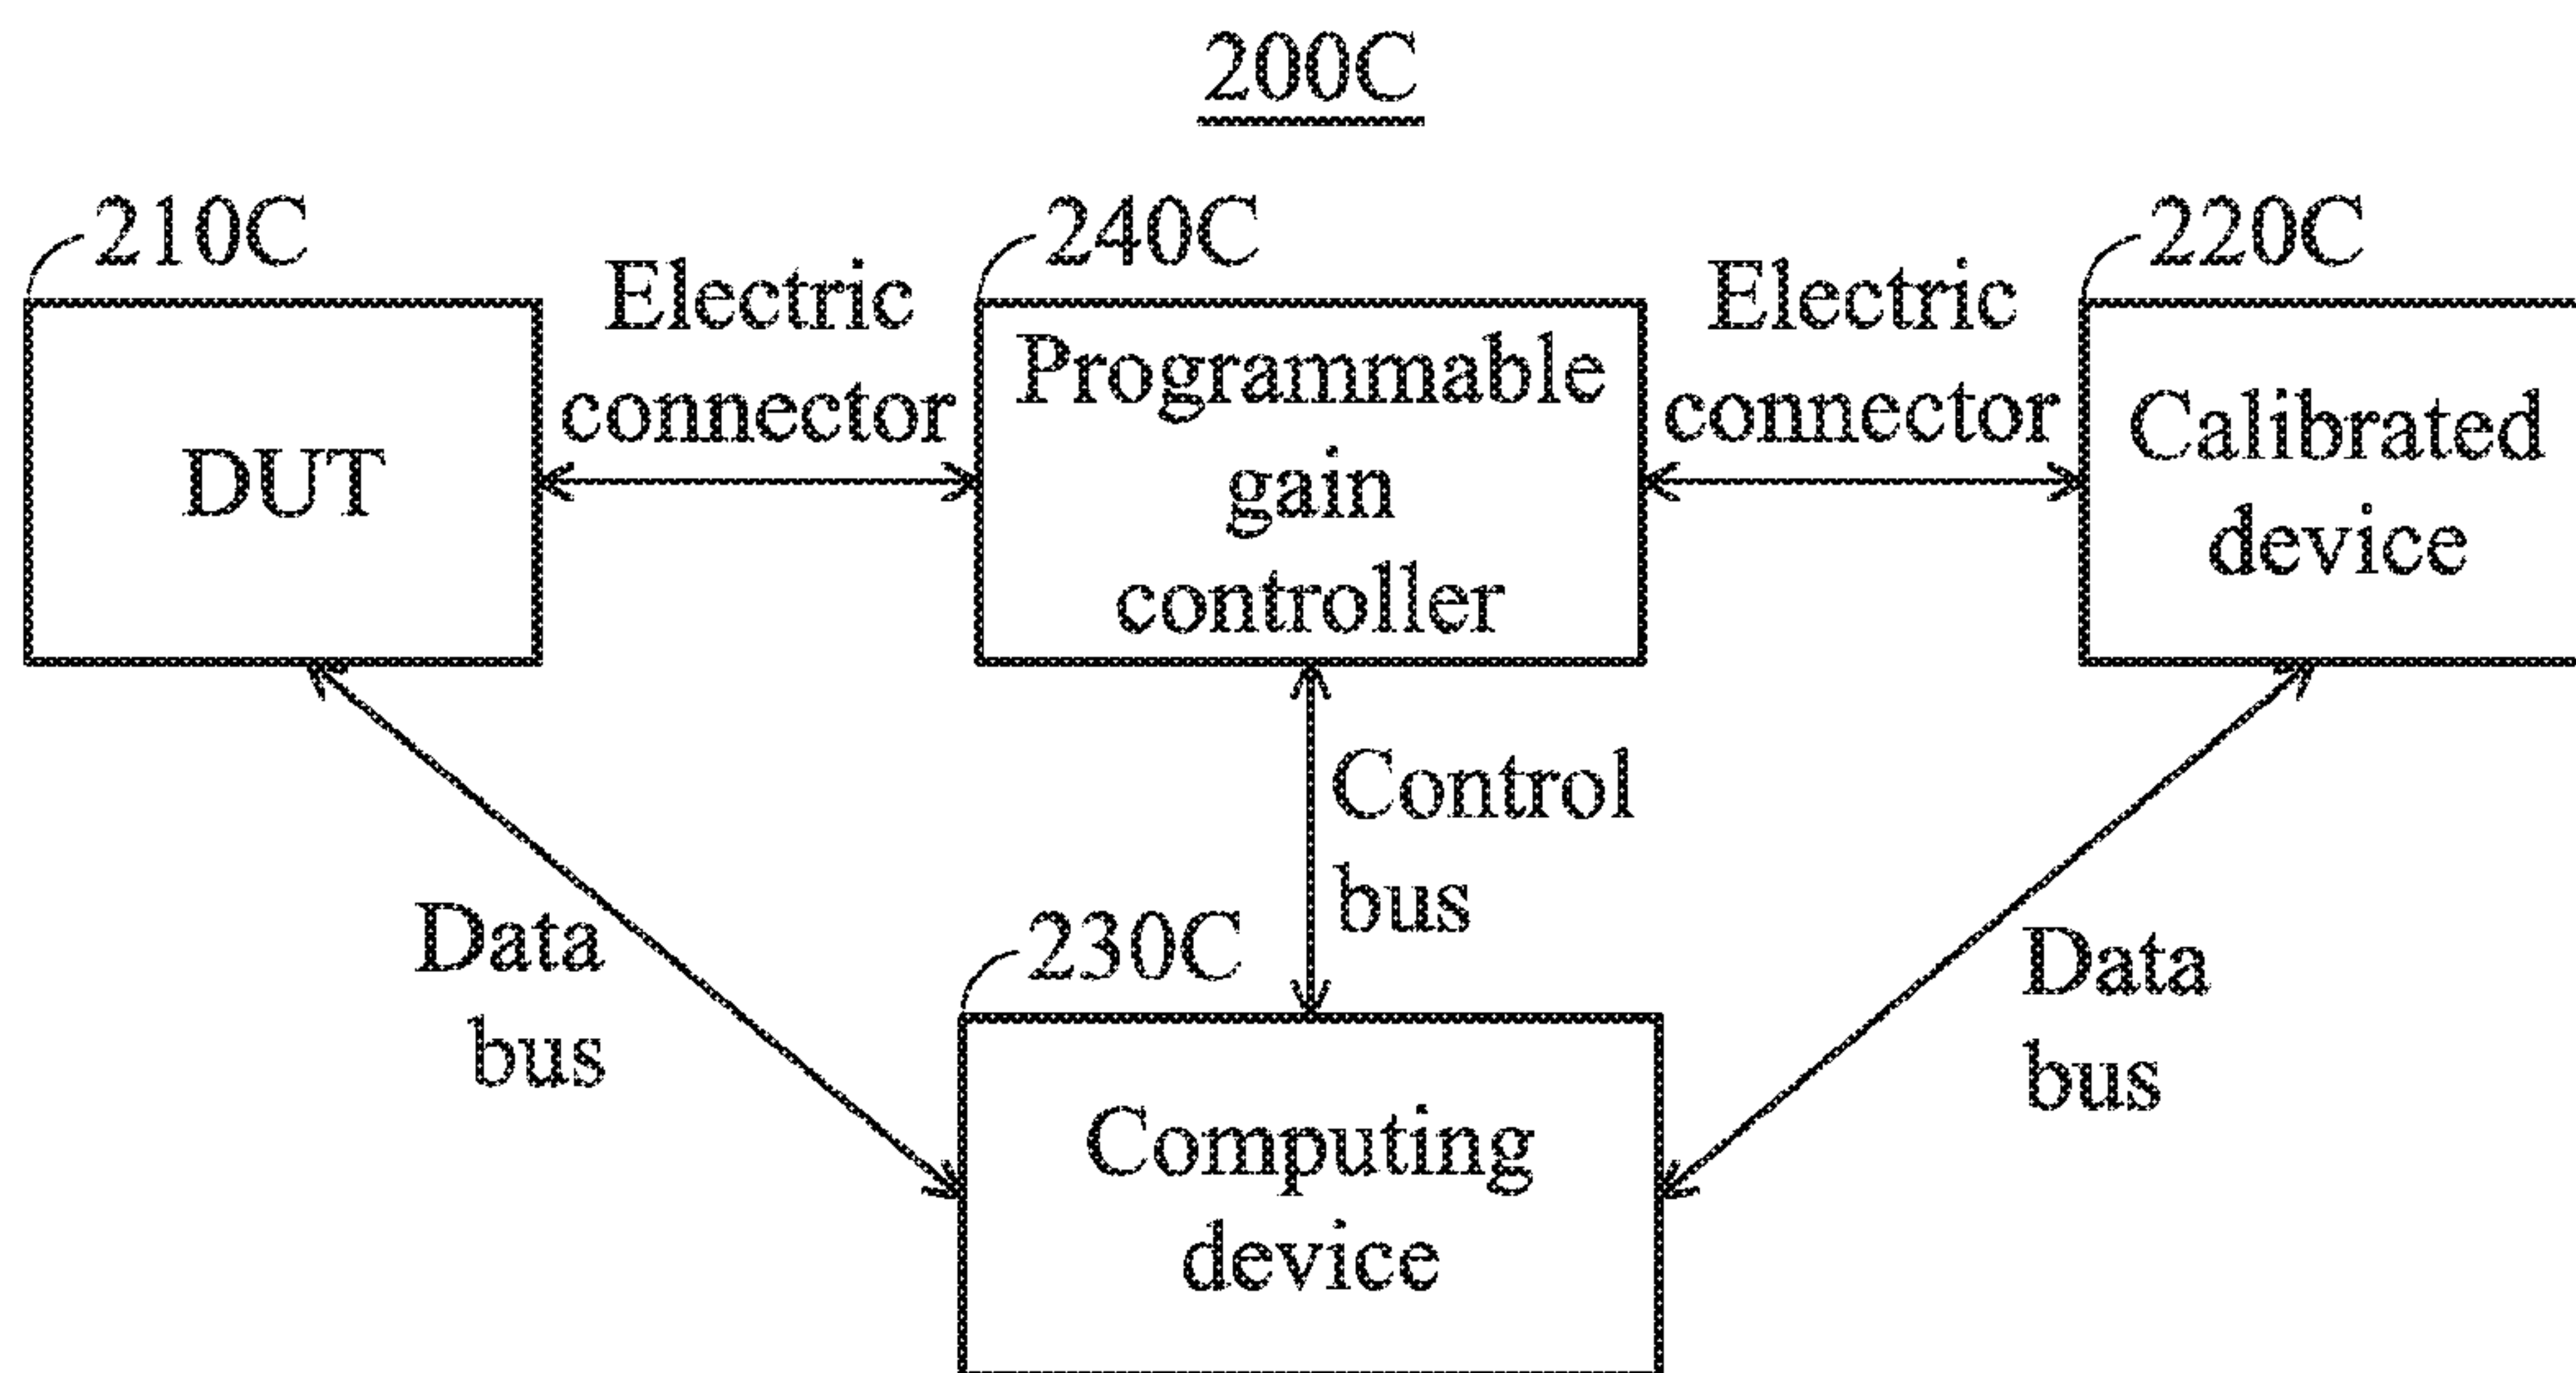 200C
210C
240C
220C
Electric
connector
Electric
connector
DUT
Programmable
gain
controller
Calibrated
device
Control
bus
Data
bus
230C
Data
bus
Computing
device